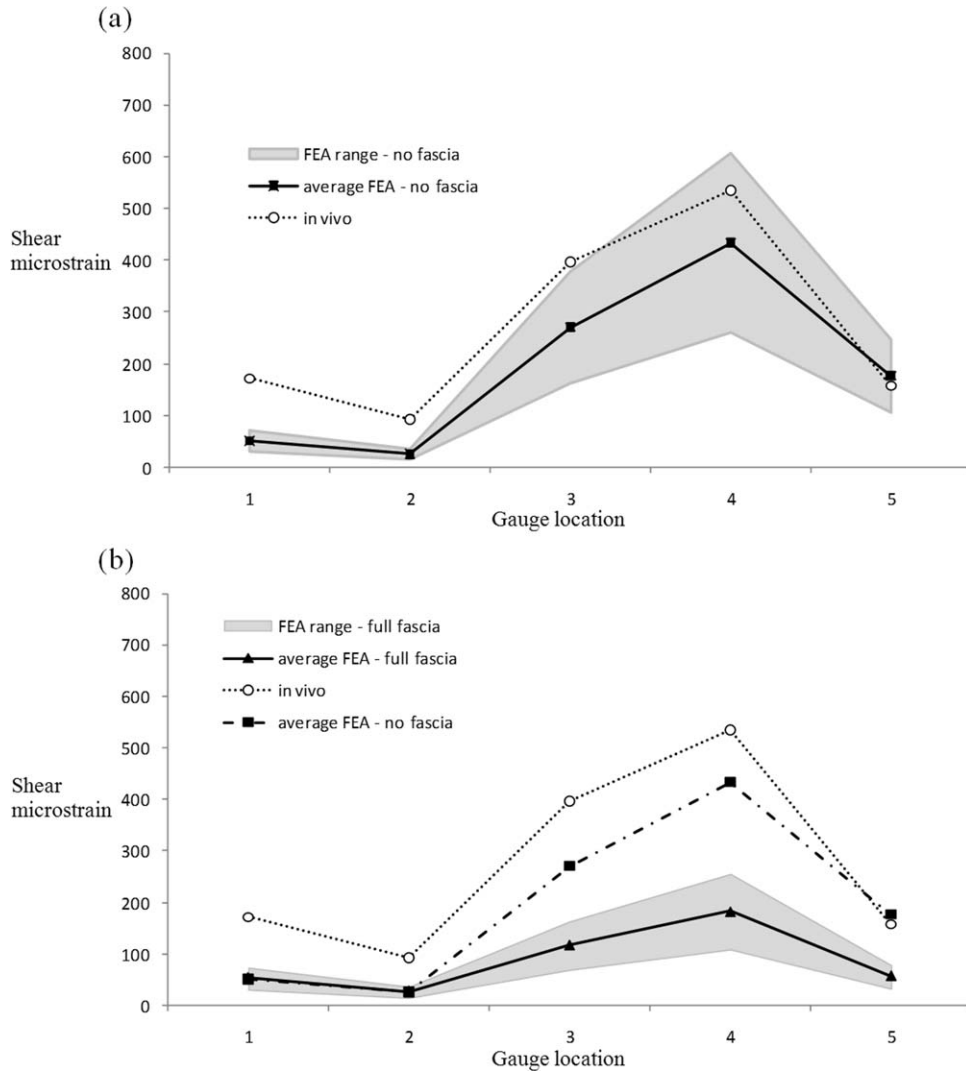 (a)
800
700
600
500
400
300
200
100
0
Shear
microstrain
FEA range - no fascia
average FEA - no fascia
in vivo
1 2 3 4 5
Gauge location
(b)
800
700
600
500
400
300
200
100
0
Shear
microstrain
FEA range - full fascia
average FEA - full fascia
in vivo
average FEA - no fascia
1 2 3 4 5
Gauge location